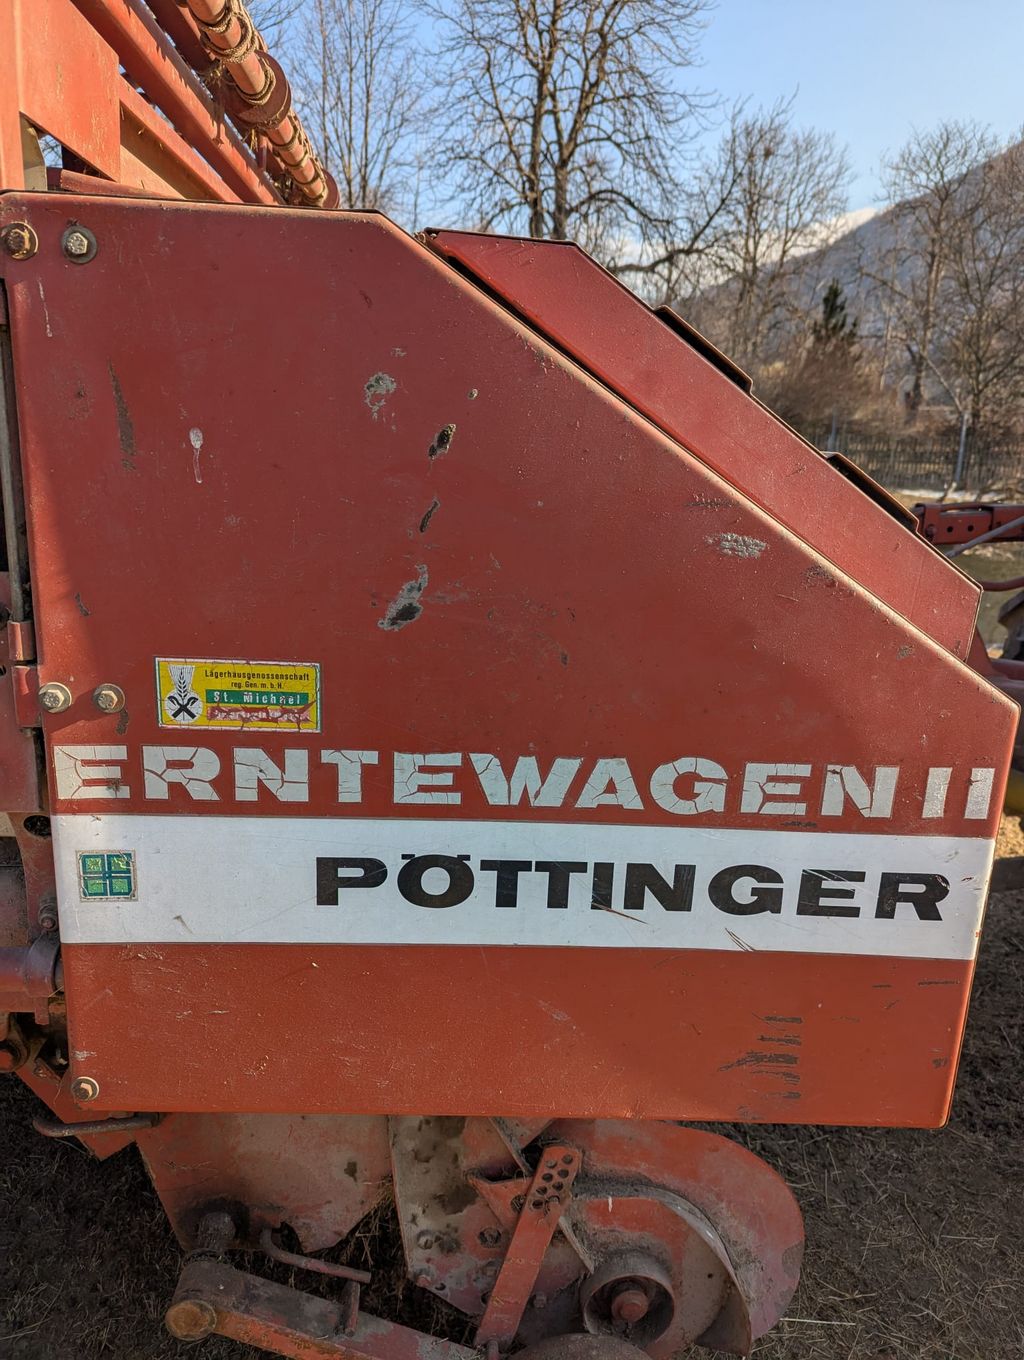 Lagerhausgenossenschaft
reg. Gen. m. b. H.
St. Michael
ERNTEWAGEN II
PÖTTINGER